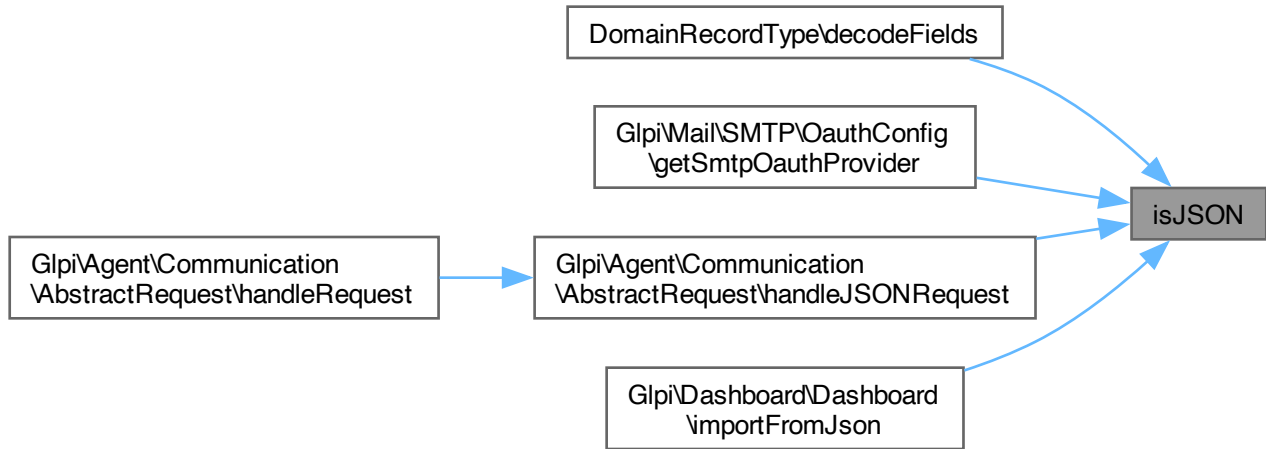 DomainRecordType\decodeFields
Glpi\Mail\SMTP\OauthConfig
\getSmtpOauthProvider
isJSON
Glpi\Agent\Communication
\AbstractRequest\handleRequest
Glpi\Agent\Communication
\AbstractRequest\handleJSONRequest
Glpi\Dashboard\Dashboard
\importFromJson